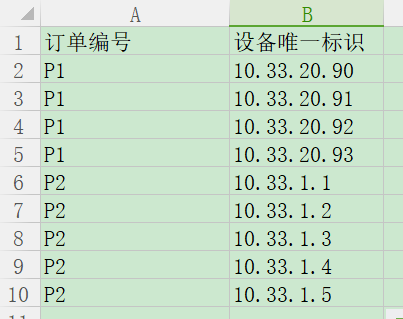 A B
1 订单编号 设备唯一标识
2 P1 10.33.20.90
3 P1 10.33.20.91
4 P1 10.33.20.92
5 P1 10.33.20.93
6 P2 10.33.1.1
7 P2 10.33.1.2
8 P2 10.33.1.3
9 P2 10.33.1.4
10 P2 10.33.1.5